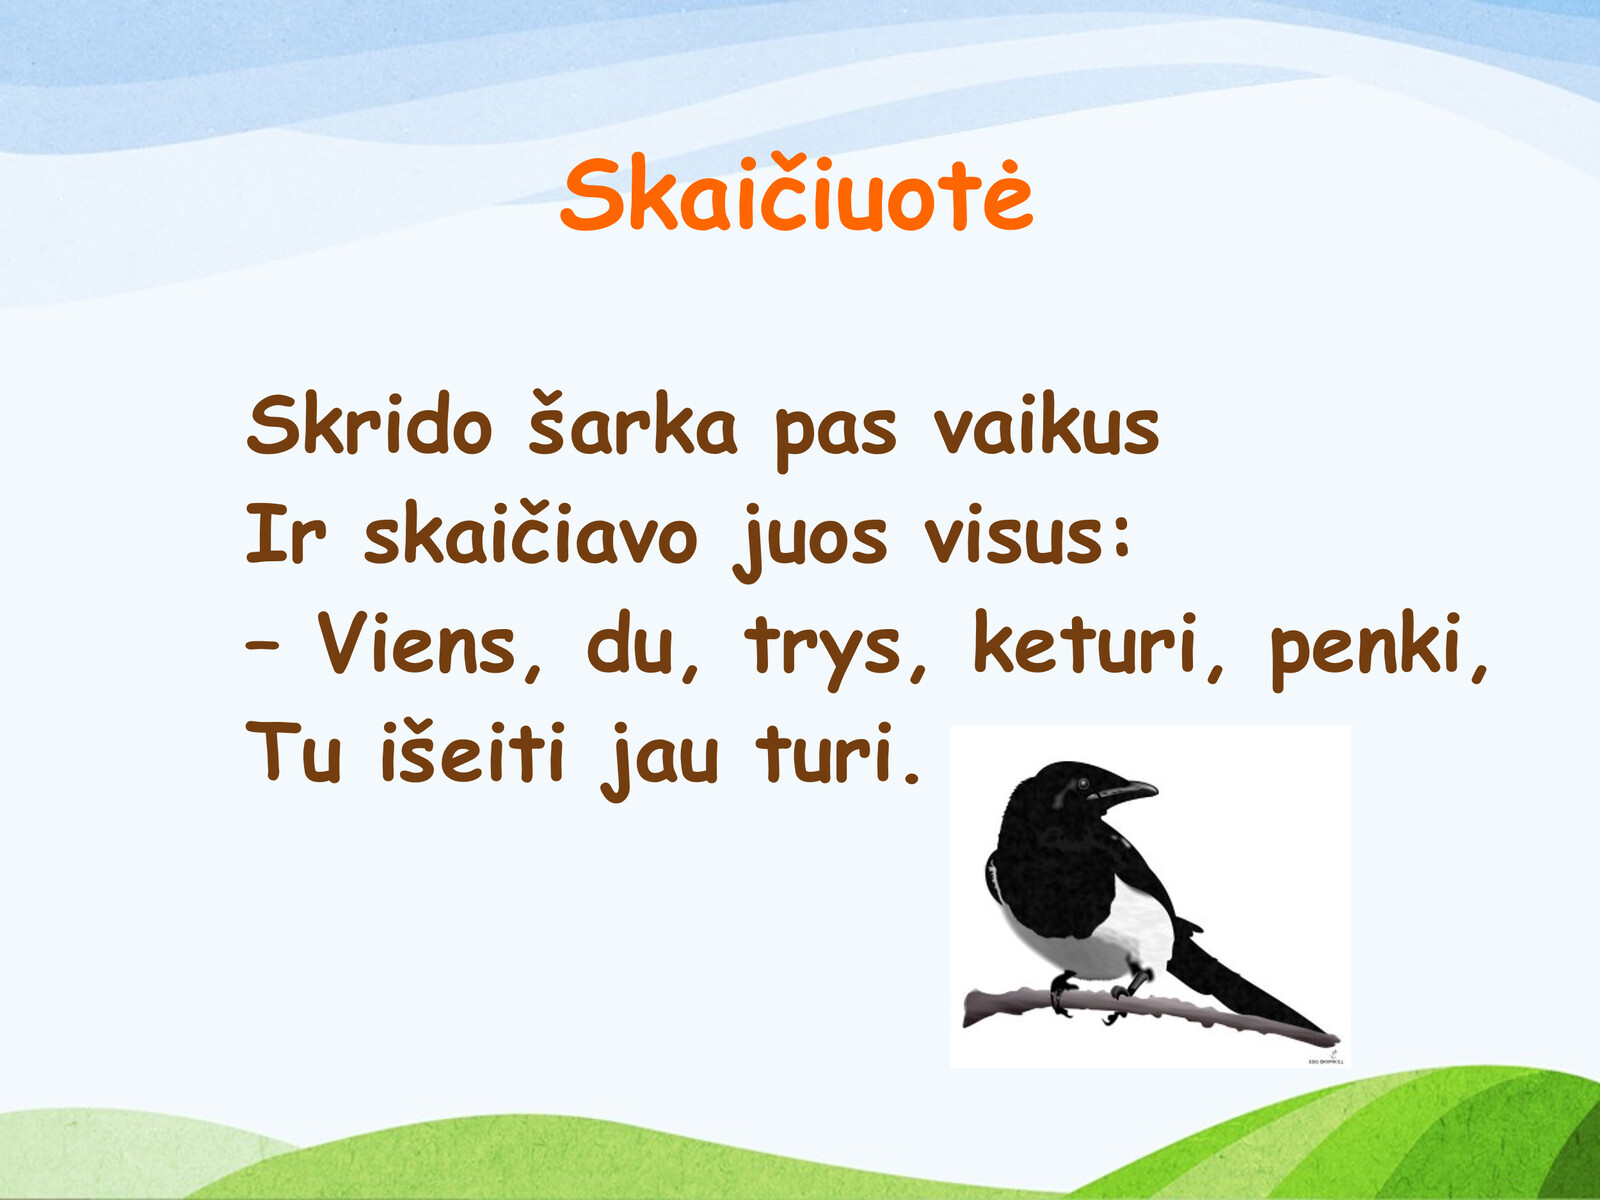 Skaičiuotė
Skrido šarka pas vaikus
Ir skaičiavo juos visus:
– Viens, du, trys, keturi, penki,
Tu išeiti jau turi.